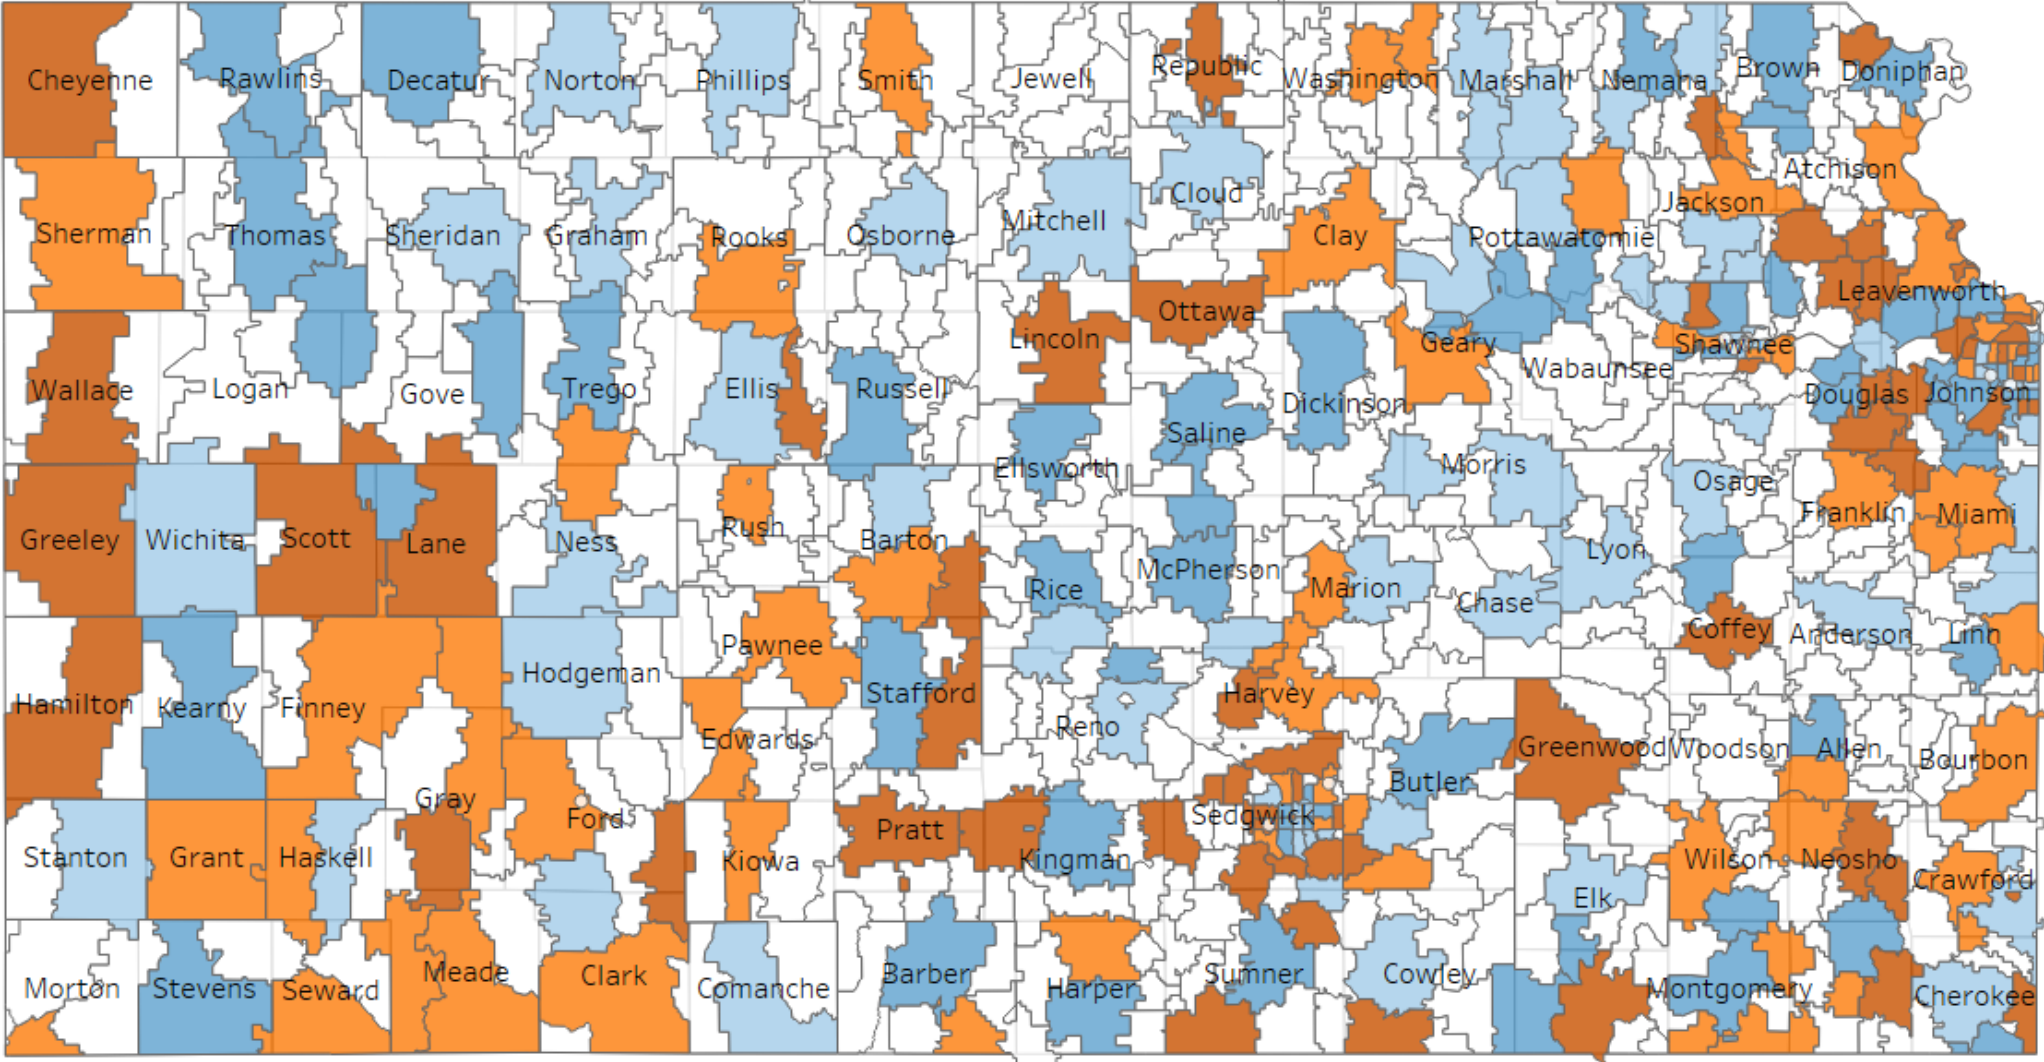 Cheyenne
Rawlins
Decatur
Norton
Phillips
Smith
Jewell
Republic
Washington
Marshall
Nemaha
Brown
Doniphan
Sherman
Thomas
Sheridan
Graham
Rooks
Osborne
Mitchell
Cloud
Clay
Pottawatomie
Jackson
Atchison
Wallace
Logan
Gove
Trego
Ellis
Russell
Lincoln
Ottawa
Dickinson
Geary
Wabaunsee
Shawnee
Leavenworth
Douglas
Johnson
Saline
Ellsworth
Morris
Osage
Franklin
Miami
Greeley
Wichita
Scott
Lane
Ness
Rush
Barton
Rice
McPherson
Marion
Chase
Lyon
Coffey
Anderson
Linn
Hamilton
Kearny
Finney
Hodgeman
Pawnee
Stafford
Edwards
Reno
Harvey
Butler
Greenwood
Woodson
Allen
Bourbon
Gray
Ford
Stanton
Grant
Haskell
Kiowa
Pratt
Kingman
Sedgwick
Elk
Wilson
Neosho
Crawford
Morton
Stevens
Seward
Meade
Clark
Comanche
Barber
Harper
Sumner
Cowley
Montgomery
Cherokee